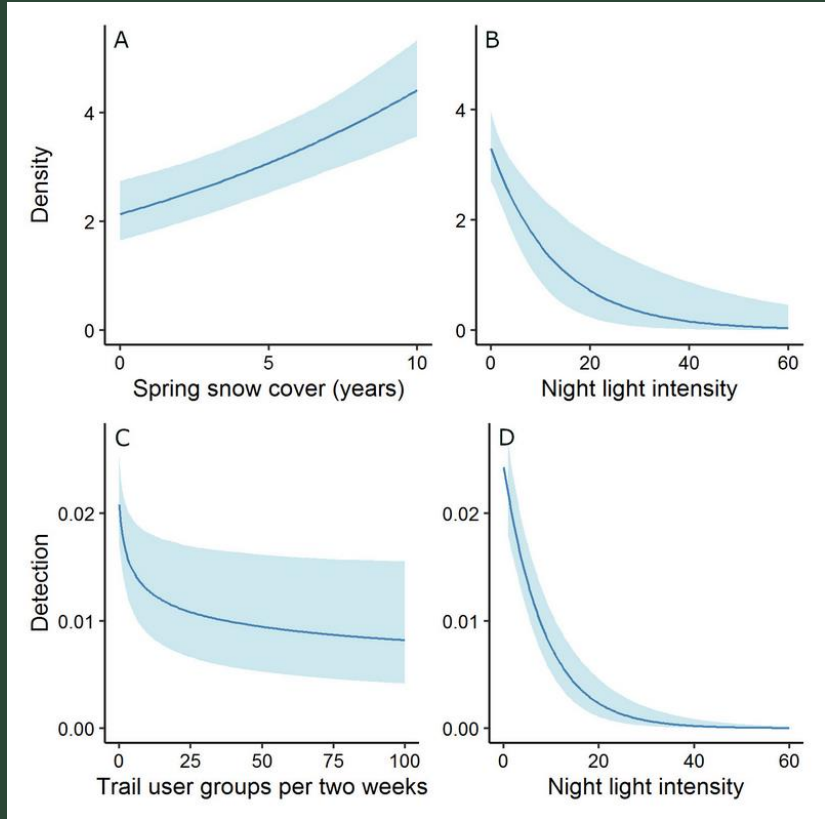 A
B
Density
4
2
0
4
2
0
0 5 10
0 20 40 60
Spring snow cover (years)
Night light intensity
C
D
Detection
0.02
0.01
0.00
0.02
0.01
0.00
0 25 50 75 100
0 20 40 60
Trail user groups per two weeks
Night light intensity